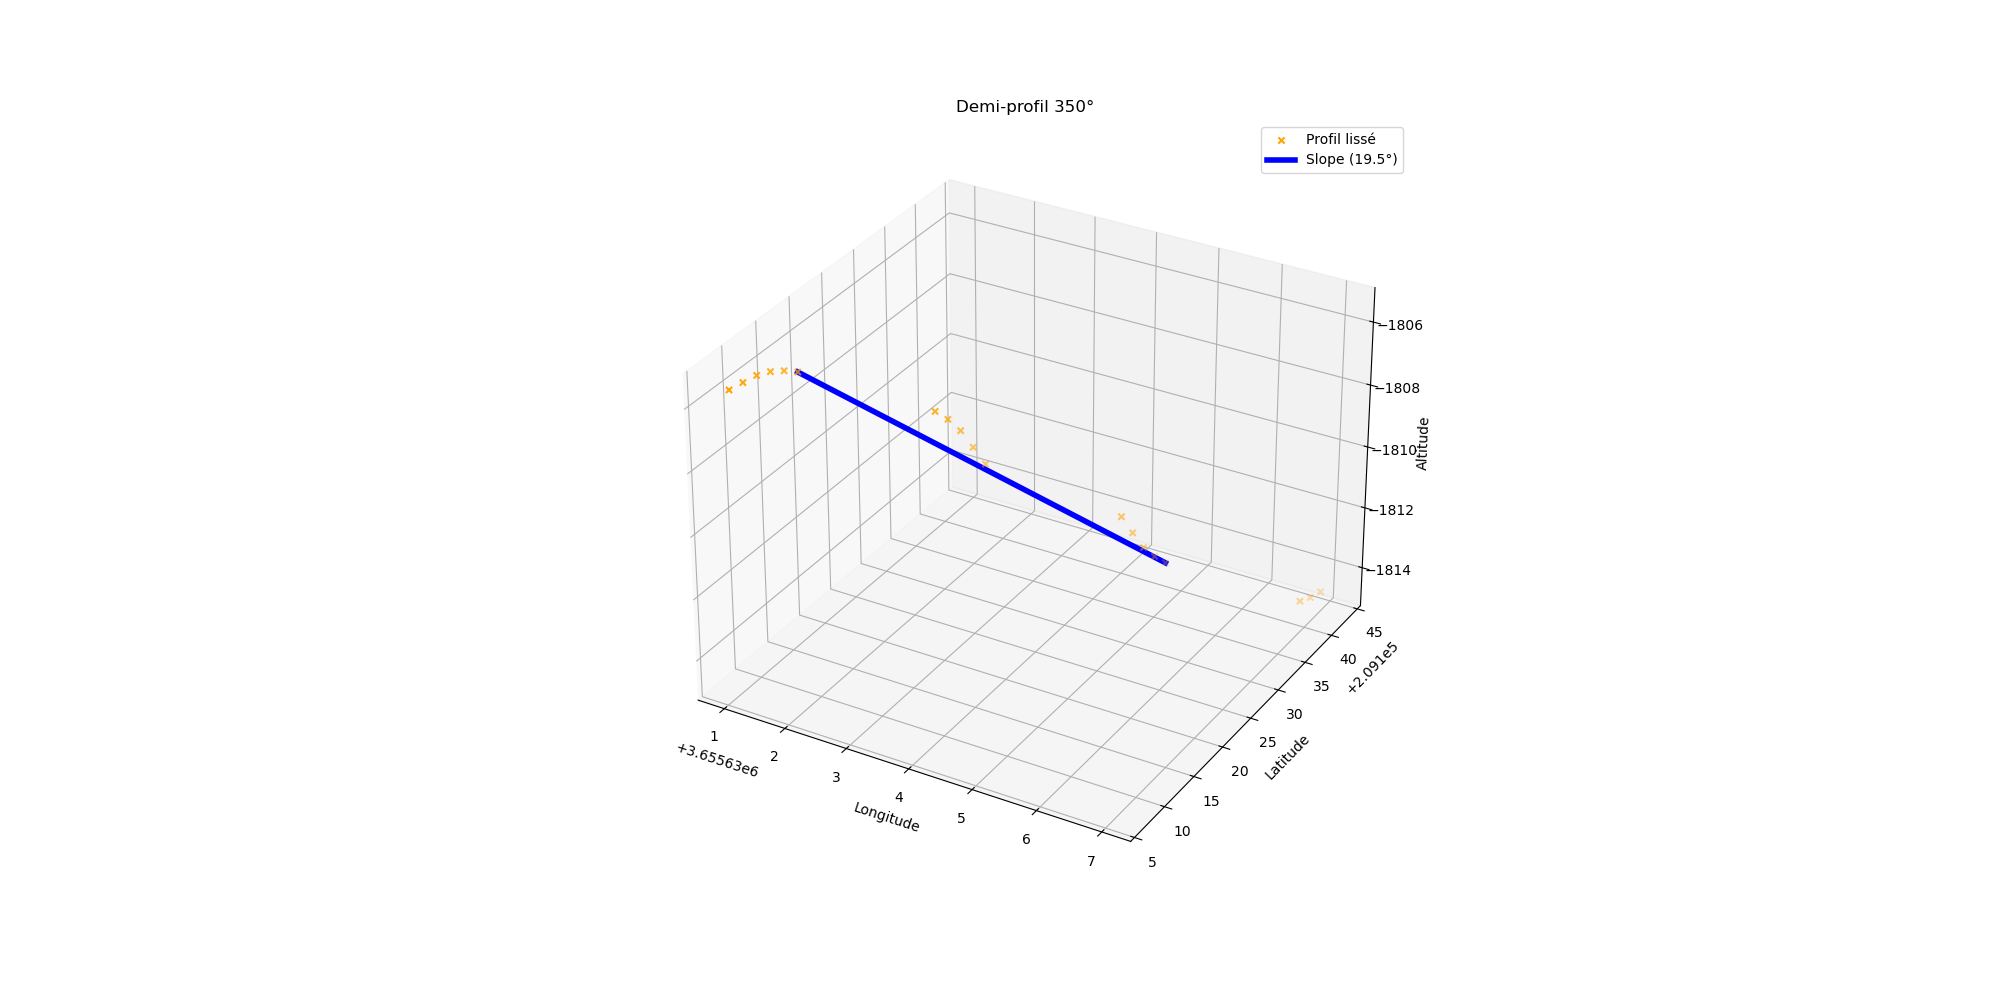 Demi-profil 350°
Profil lissé
Slope (19.5°)
−1806
−1808
−1810
−1812
−1814
Altitude
45
40
35
30
25
20
15
10
5
+2.091e5
Latitude
1
2
3
4
5
6
7
+3.65563e6
Longitude